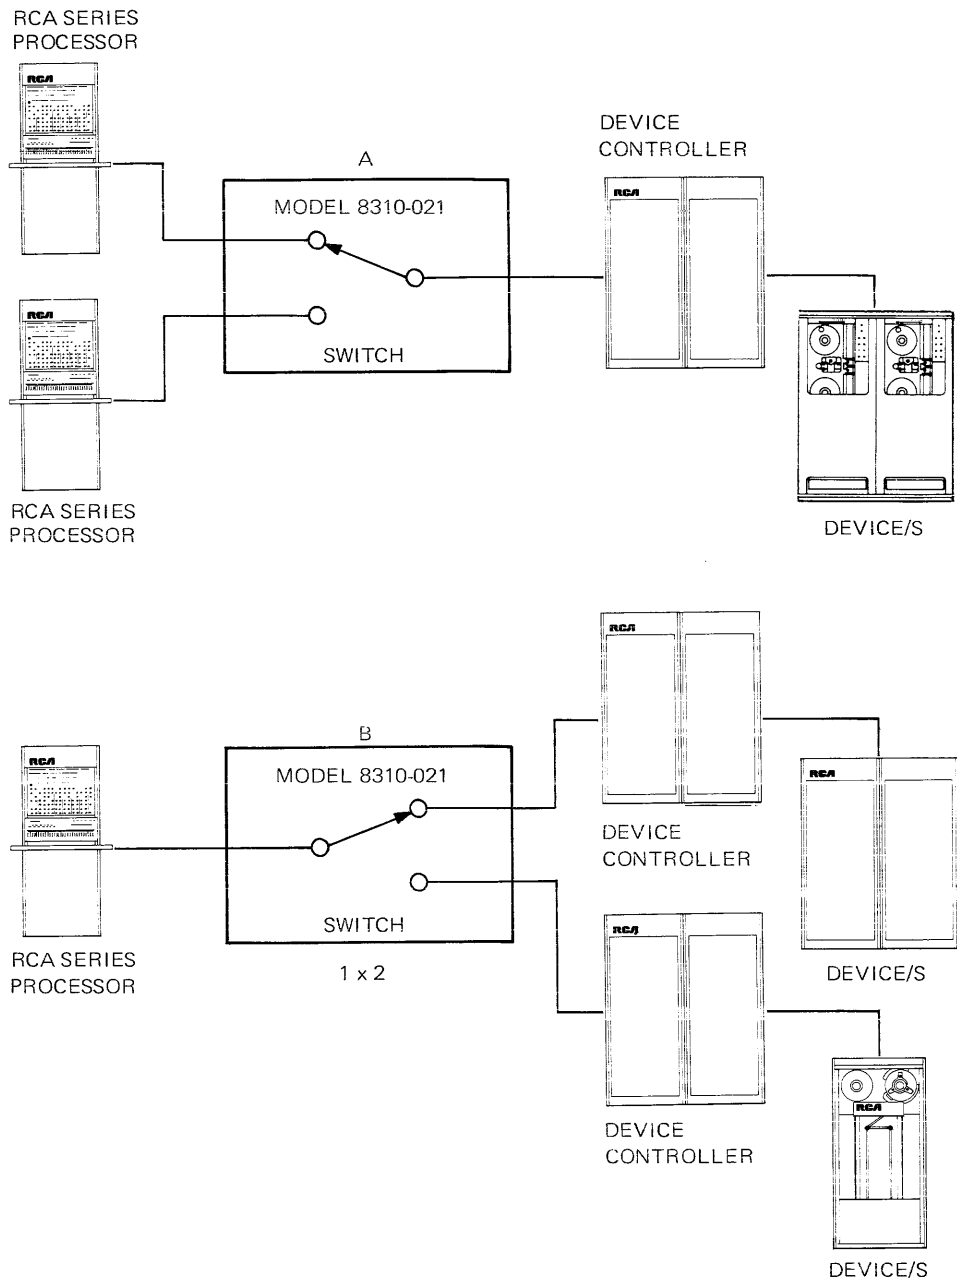 RCA SERIES
PROCESSOR
RCA
A
MODEL 8310-021
SWITCH
DEVICE
CONTROLLER
RCA
RCA
RCA SERIES
PROCESSOR
DEVICE/S
RCA
B
MODEL 8310-021
SWITCH
1 x 2
RCA
RCA SERIES
PROCESSOR
DEVICE
CONTROLLER
RCA
DEVICE/S
RCA
DEVICE
CONTROLLER
RCA
DEVICE/S